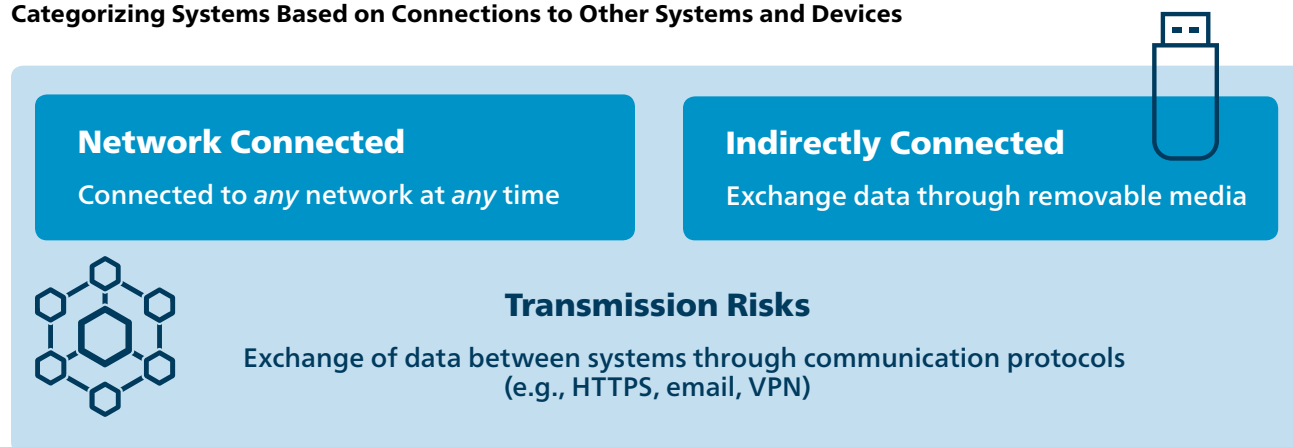 Categorizing Systems Based on Connections to Other Systems and Devices
Network Connected
Connected to any network at any time
Indirectly Connected
Exchange data through removable media
Transmission Risks
Exchange of data between systems through communication protocols
(e.g., HTTPS, email, VPN)